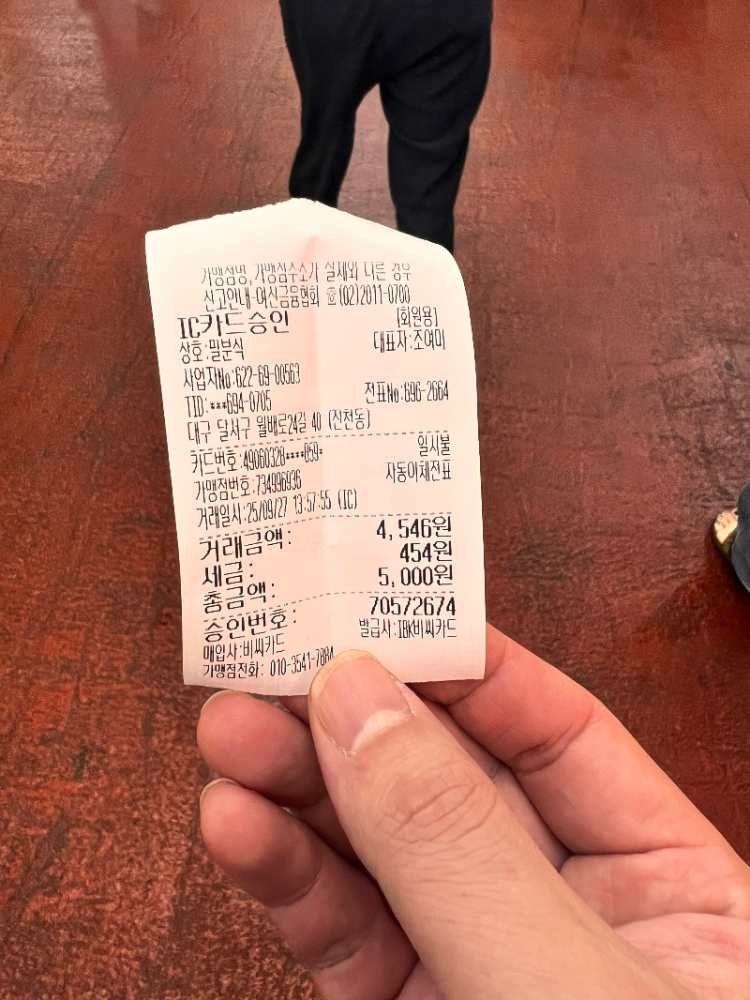 가맹점명, 가맹점주소가 실제와 다른 경우
신고안내-여신금융협회 ☎(02)2011-0700
IC카드승인 [회원용]
상호:밀분식 대표자:조여미
사업자No:622-69-00563
TID:***694-0705 전표No:696-2664
대구 달서구 월배로24길 40 (진천동)
카드번호:49060328****059* 일시불
가맹점번호:734996936 자동이체전표
거래일시:25/09/27 13:57:55 (IC)
거래금액: 4,546원
세금: 454원
총금액: 5,000원
승인번호: 70572674
매입사:비씨카드 발급사:IBK비씨카드
가맹점전화: 010-3541-7884